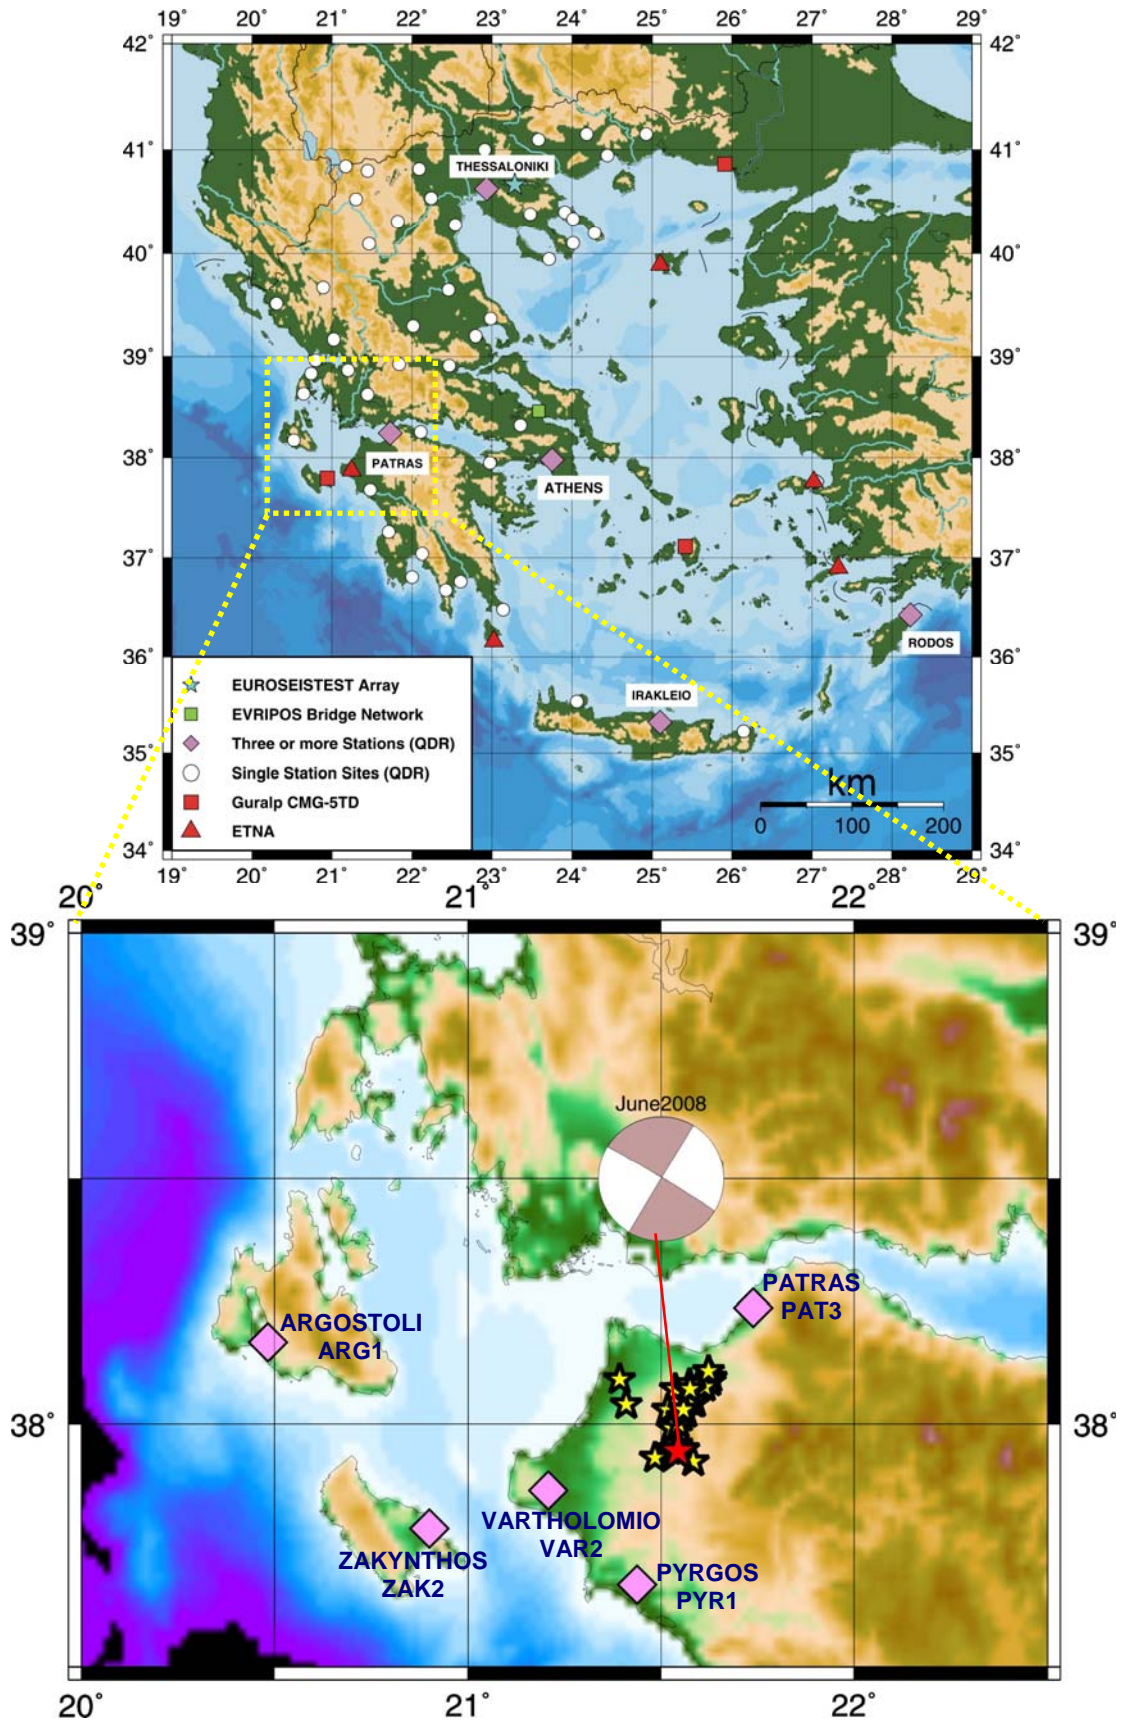 19° 20° 21° 22° 23° 24° 25° 26° 27° 28° 29°
42° 42°
41° 41°
THESSALONIKI
40° 40°
39° 39°
38° 38°
PATRAS
ATHENS
37° 37°
36° 36°
RODOS
IRAKLEIO
EUROSEISTEST Array
EVRIPOS Bridge Network
Three or more Stations (QDR)
Single Station Sites (QDR)
Guralp CMG-5TD
ETNA
35° 35°
km
0 100 200
34° 34°
19° 20° 21° 22° 23° 24° 25° 26° 27° 28° 29°
20° 21° 22°
39° 39°
June2008
PATRAS
PAT3
ARGOSTOLI
ARG1
38° 38°
VARTHOLOMIO
VAR2
ZAKYNTHOS
ZAK2
PYRGOS
PYR1
20° 21° 22°